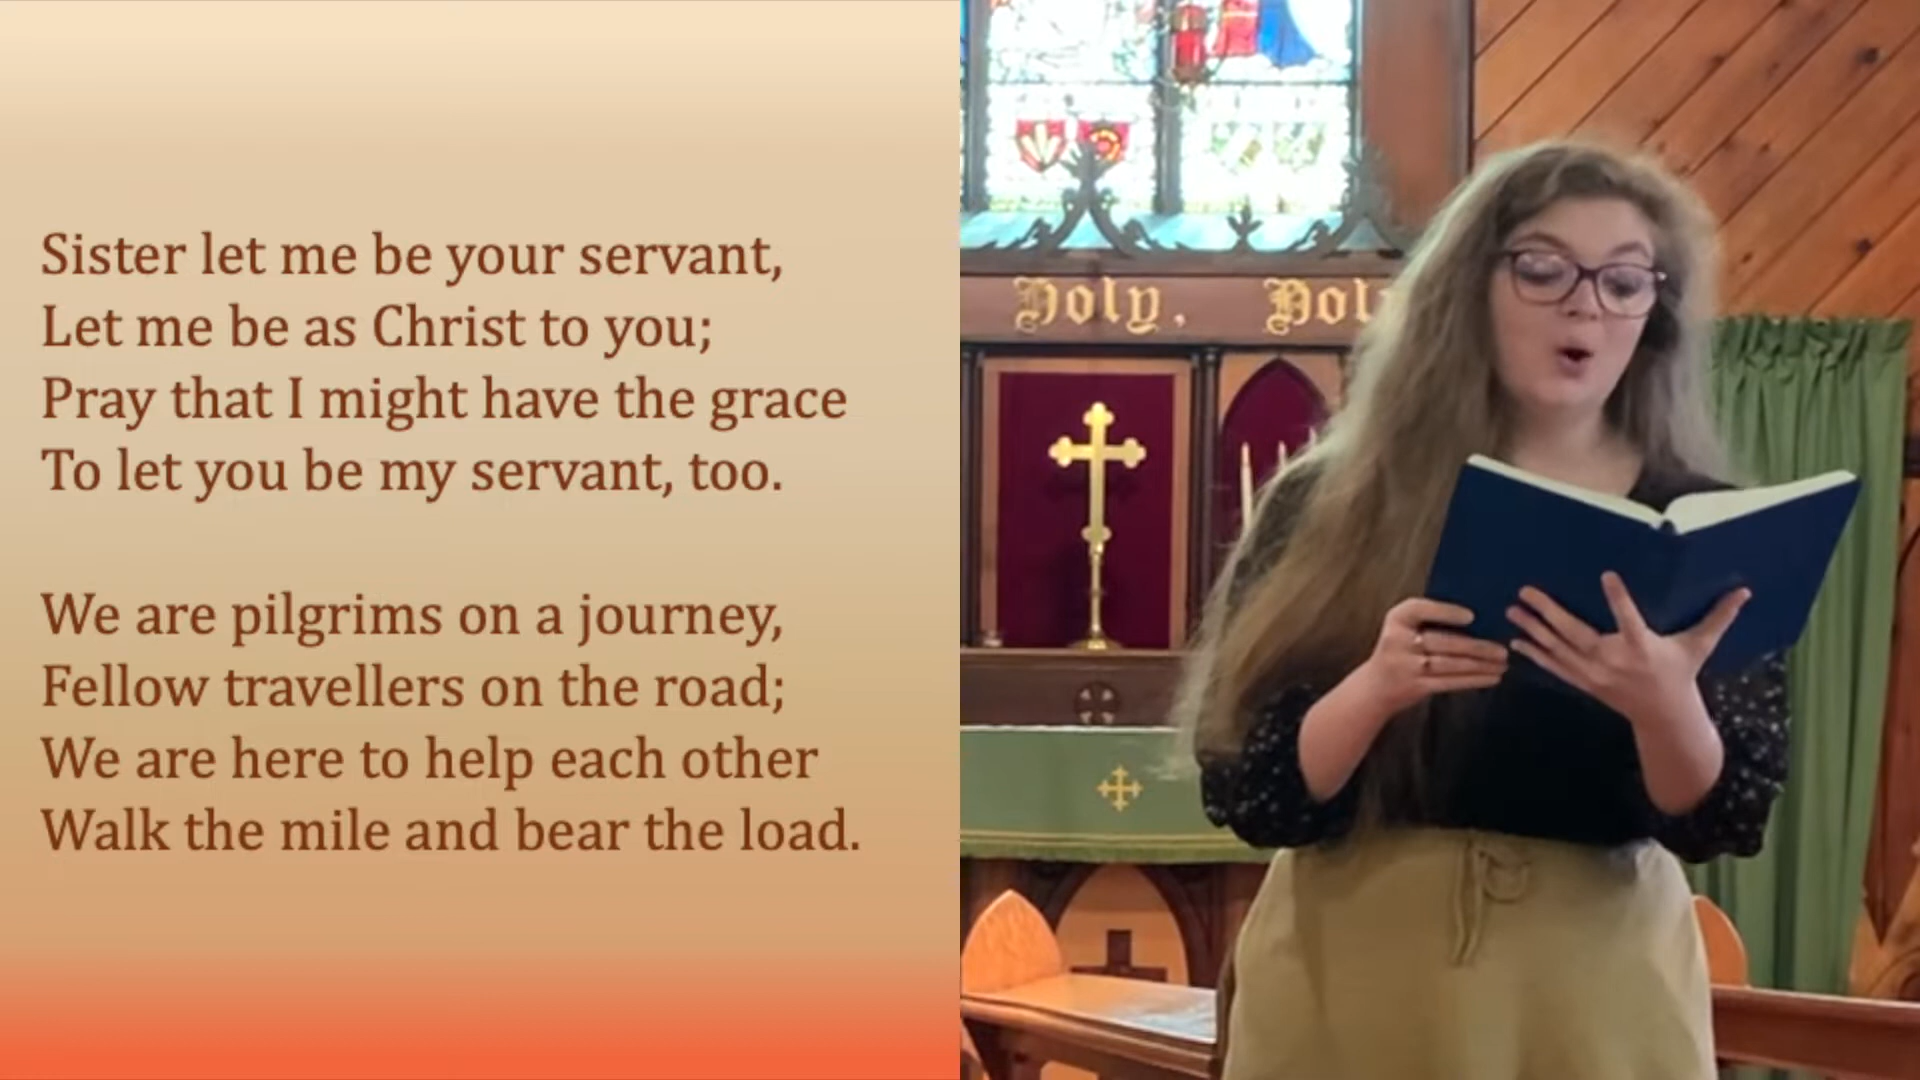 Sister let me be your servant,
Let me be as Christ to you;
Pray that I might have the grace
To let you be my servant, too.
We are pilgrims on a journey,
Fellow travellers on the road;
We are here to help each other
Walk the mile and bear the load.
Holy, Holy